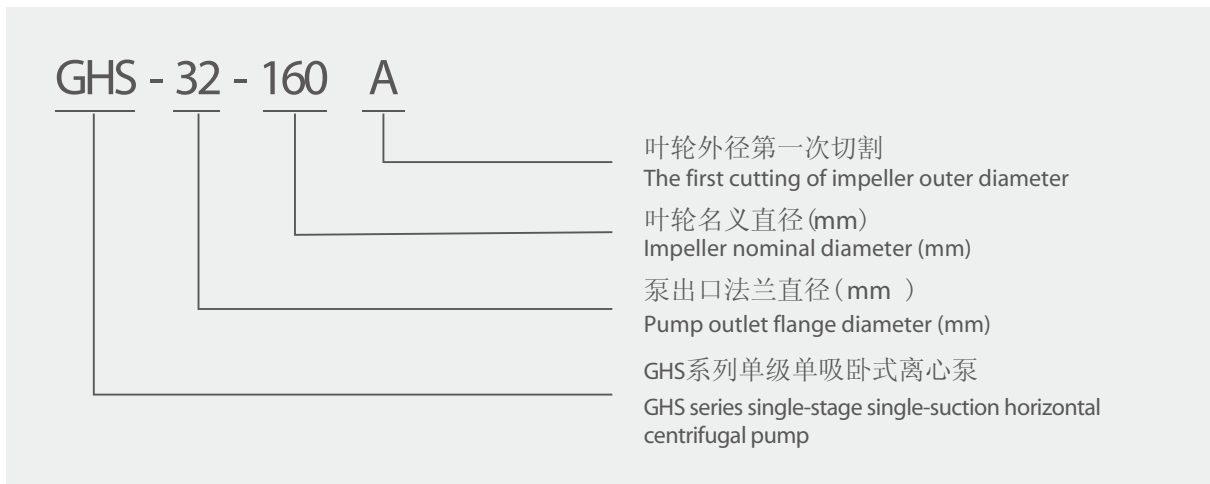 GHS - 32 - 160 A
叶轮外径第一次切割
The first cutting of impeller outer diameter
叶轮名义直径(mm)
Impeller nominal diameter (mm)
泵出口法兰直径(mm )
Pump outlet flange diameter (mm)
GHS系列单级单吸卧式离心泵
GHS series single-stage single-suction horizontal
centrifugal pump